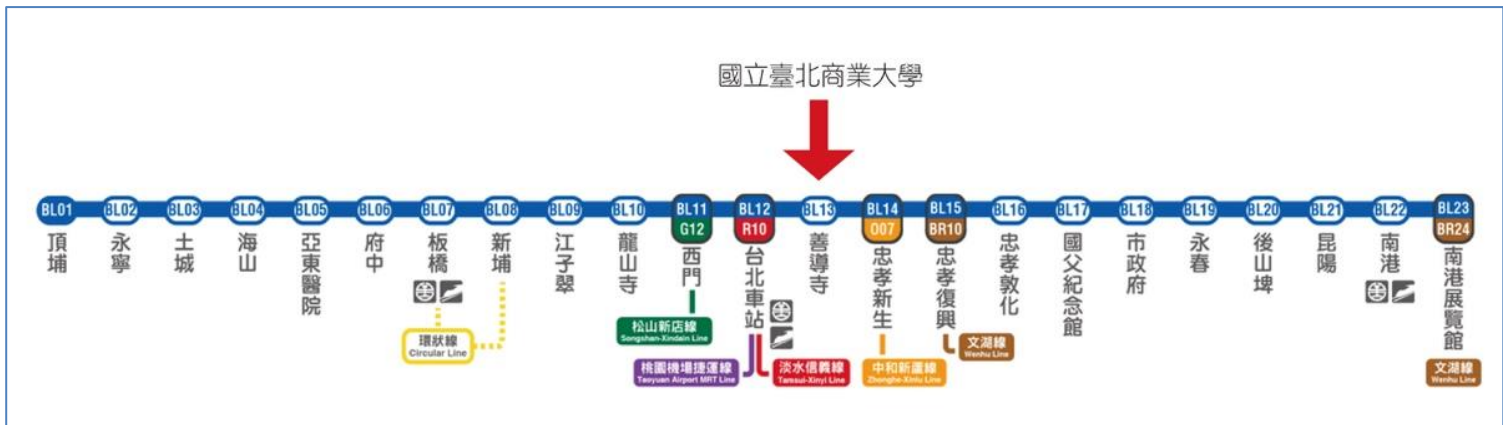 國立臺北商業大學
BL01
BL02
BL03
BL04
BL05
BL06
BL07
BL08
BL09
BL10
BL11
G12
BL12
R10
BL13
BL14
O07
BL15
BR10
BL16
BL17
BL18
BL19
BL20
BL21
BL22
BL23
BR24
頂埔
永寧
土城
海山
亞東醫院
府中
板橋
新埔
江子翠
龍山寺
西門
台北車站
善導寺
忠孝新生
忠孝復興
忠孝敦化
國父紀念館
市政府
永春
後山埤
昆陽
南港
南港展覽館
環狀線
Circular Line
松山新店線
Songshan-Xindain Line
桃園機場捷運線
Taoyuan Airport MRT Line
淡水信義線
Tamsui-Xinyi Line
中和新蘆線
Zhonghe-Xinlu Line
文湖線
Wenhu Line
文湖線
Wenhu Line